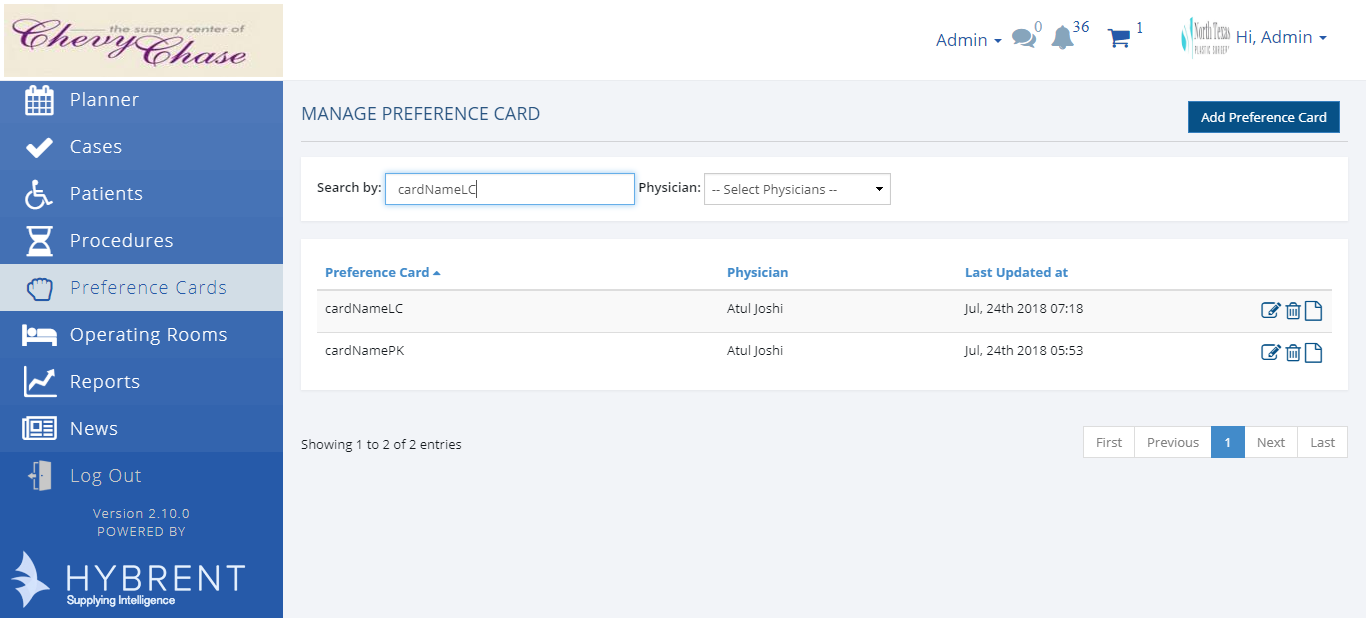 the surgery center of
Chevy Chase
Admin
0
36
1
North Texas
PLASTIC SURGERY
Hi, Admin
Planner
Cases
Patients
Procedures
Preference Cards
Operating Rooms
Reports
News
Log Out
Version 2.10.0
POWERED BY
HYBRENT
Supplying Intelligence
MANAGE PREFERENCE CARD
Add Preference Card
Search by: cardNameLC Physician: -- Select Physicians --
Preference Card Physician Last Updated at
cardNameLC Atul Joshi Jul, 24th 2018 07:18
cardNamePK Atul Joshi Jul, 24th 2018 05:53
Showing 1 to 2 of 2 entries
First Previous 1 Next Last